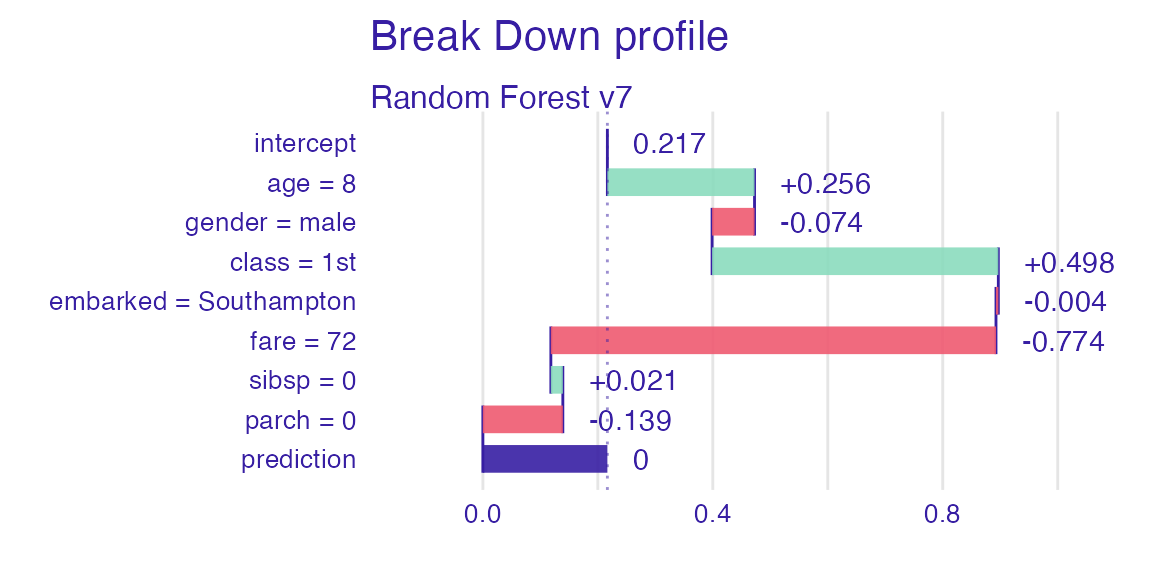 Break Down profile
Random Forest v7
intercept 0.217
age = 8 +0.256
gender = male -0.074
class = 1st +0.498
embarked = Southampton -0.004
fare = 72 -0.774
sibsp = 0 +0.021
parch = 0 -0.139
prediction 0
0.0 0.4 0.8